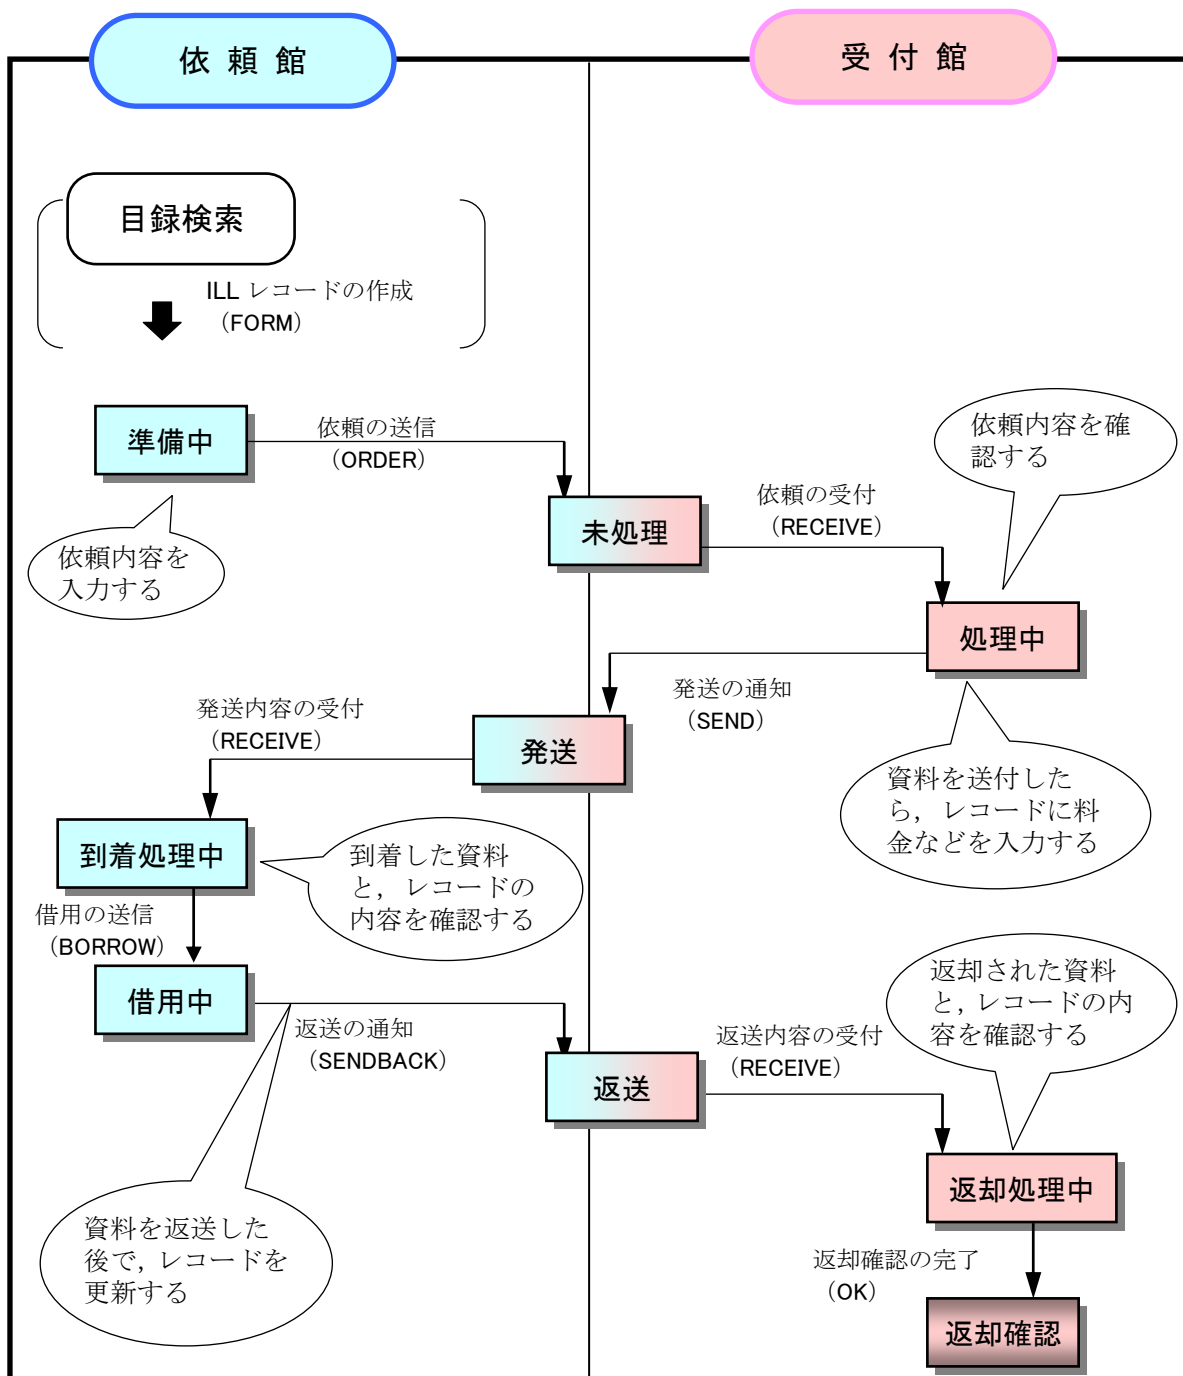 依 頼 館
受 付 館
目録検索
ILL レコードの作成
（FORM）
準備中
依頼の送信
（ORDER）
依頼内容を確
認する
依頼内容を
入力する
未処理
依頼の受付
（RECEIVE）
処理中
発送の通知
（SEND）
発送内容の受付
（RECEIVE）
発送
資料を送付した
ら，レコードに料
金などを入力する
到着処理中
到着した資料
と，レコードの
内容を確認する
借用の送信
（BORROW）
借用中
返送の通知
（SENDBACK）
返却された資料
と，レコードの内
容を確認する
返送
返送内容の受付
（RECEIVE）
返却処理中
資料を返送した
後で，レコードを
更新する
返却確認の完了
（OK）
返却確認